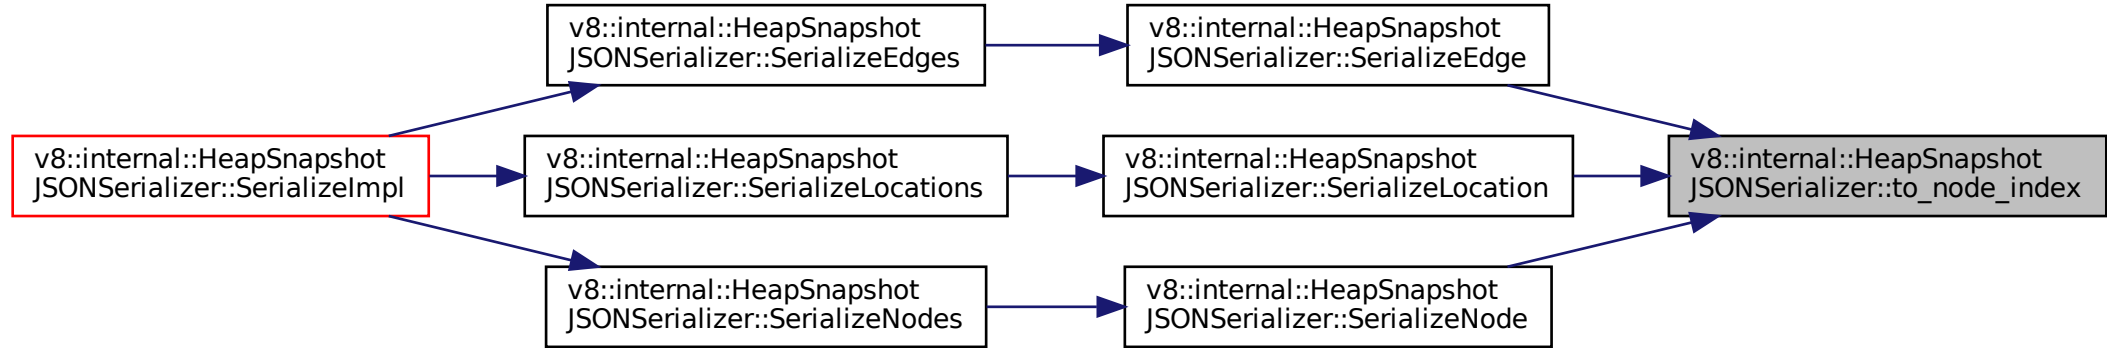 v8::internal::HeapSnapshot
JSONSerializer::SerializeEdges
v8::internal::HeapSnapshot
JSONSerializer::SerializeEdge
v8::internal::HeapSnapshot
JSONSerializer::SerializeImpl
v8::internal::HeapSnapshot
JSONSerializer::SerializeLocations
v8::internal::HeapSnapshot
JSONSerializer::SerializeLocation
v8::internal::HeapSnapshot
JSONSerializer::to_node_index
v8::internal::HeapSnapshot
JSONSerializer::SerializeNodes
v8::internal::HeapSnapshot
JSONSerializer::SerializeNode